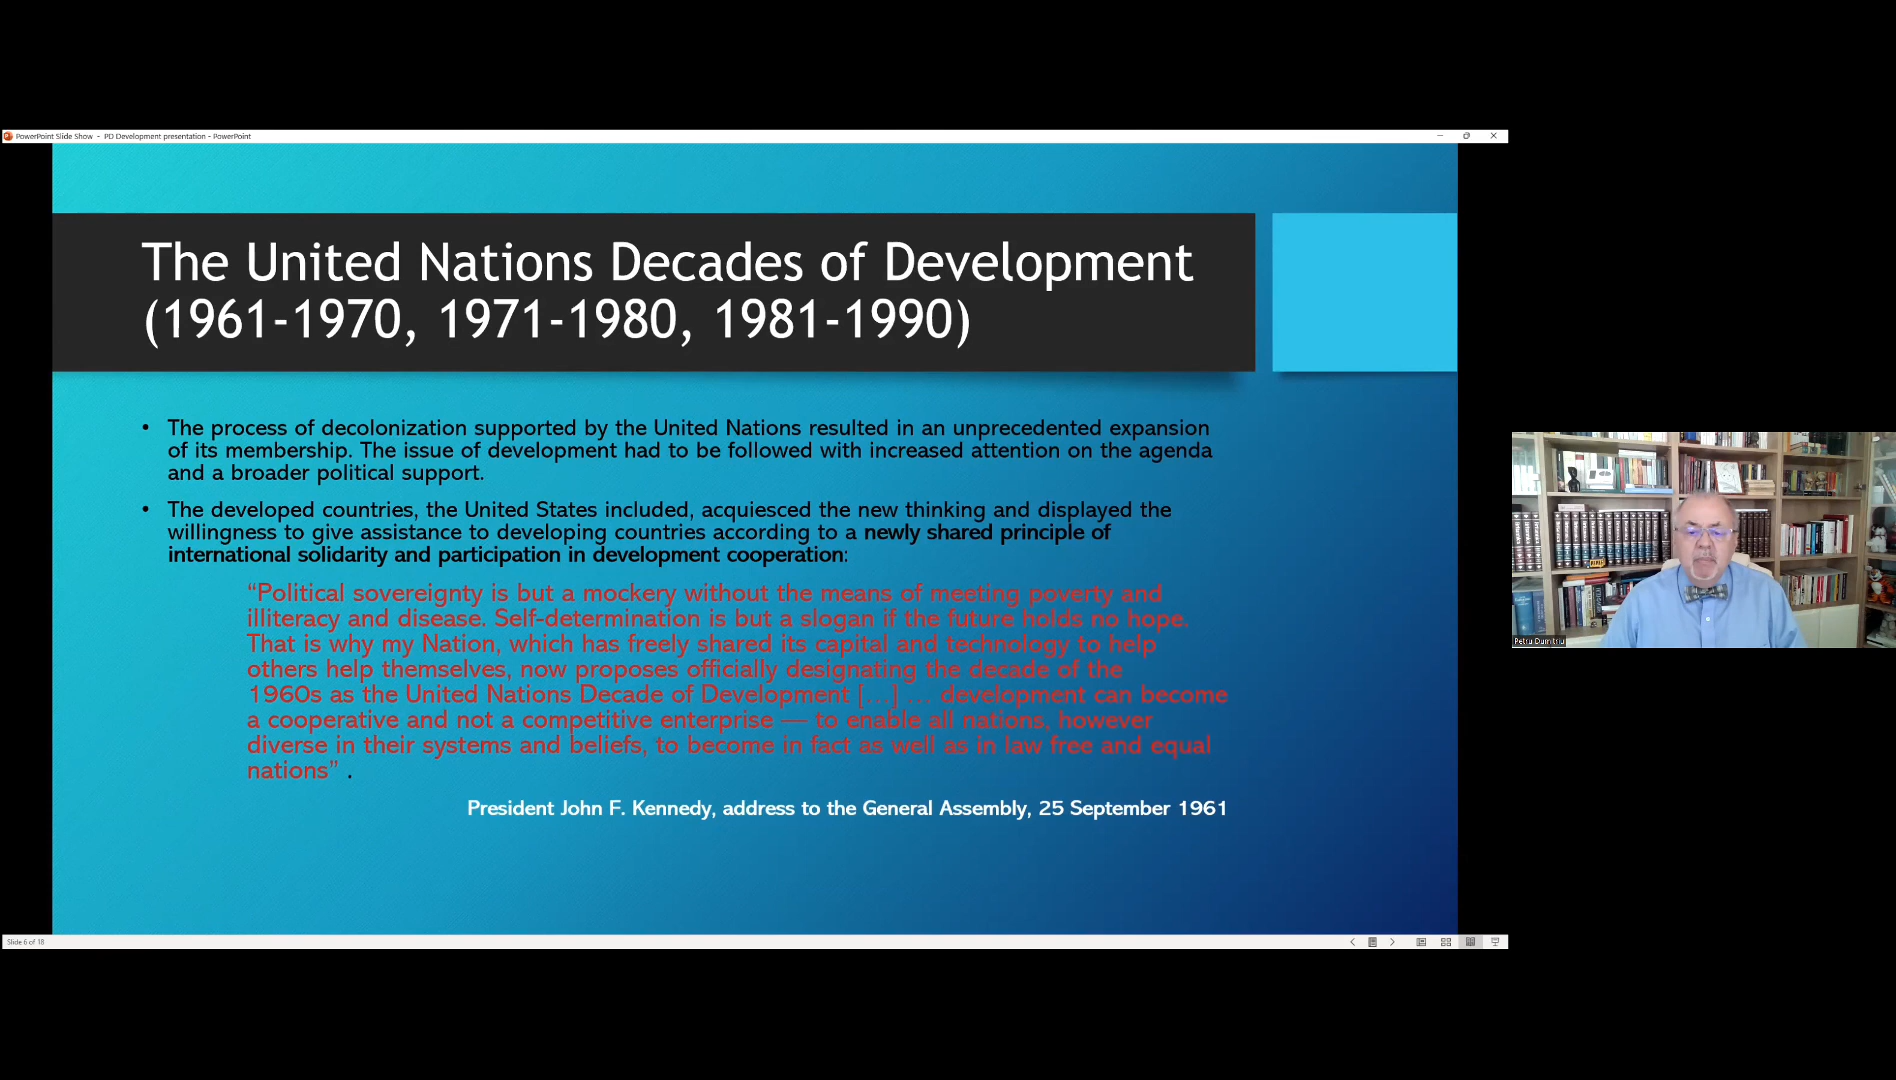 PowerPoint Slide Show - PD Development presentation - PowerPoint
The United Nations Decades of Development
(1961-1970, 1971-1980, 1981-1990)
• The process of decolonization supported by the United Nations resulted in an unprecedented expansion
of its membership. The issue of development had to be followed with increased attention on the agenda
and a broader political support.
• The developed countries, the United States included, acquiesced the new thinking and displayed the
willingness to give assistance to developing countries according to a newly shared principle of
international solidarity and participation in development cooperation:
“Political sovereignty is but a mockery without the means of meeting poverty and
illiteracy and disease. Self-determination is but a slogan if the future holds no hope.
That is why my Nation, which has freely shared its capital and technology to help
others help themselves, now proposes officially designating the decade of the
1960s as the United Nations Decade of Development [...] ... development can become
a cooperative and not a competitive enterprise — to enable all nations, however
diverse in their systems and beliefs, to become in fact as well as in law free and equal
nations” .
President John F. Kennedy, address to the General Assembly, 25 September 1961
Petru Dumitriu
Slide 6 of 18